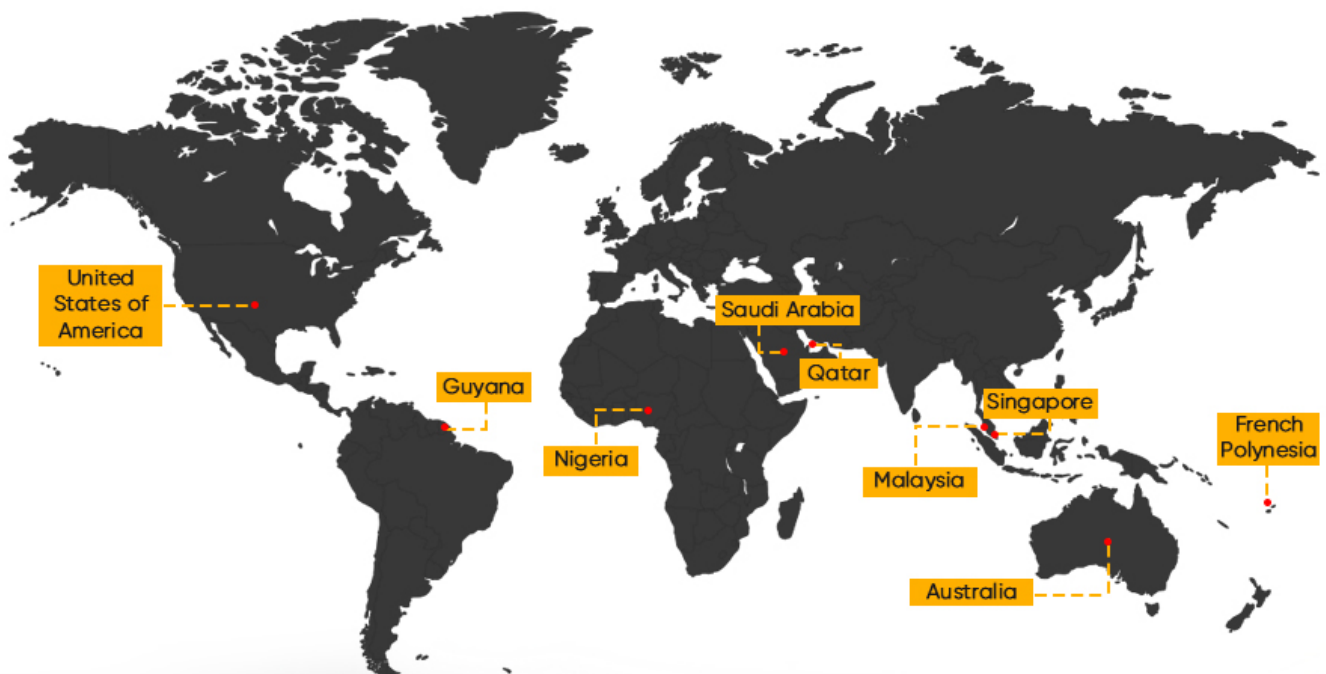 United
States of
America
Saudi Arabia
Qatar
Guyana
Singapore
French
Polynesia
Nigeria
Malaysia
Australia